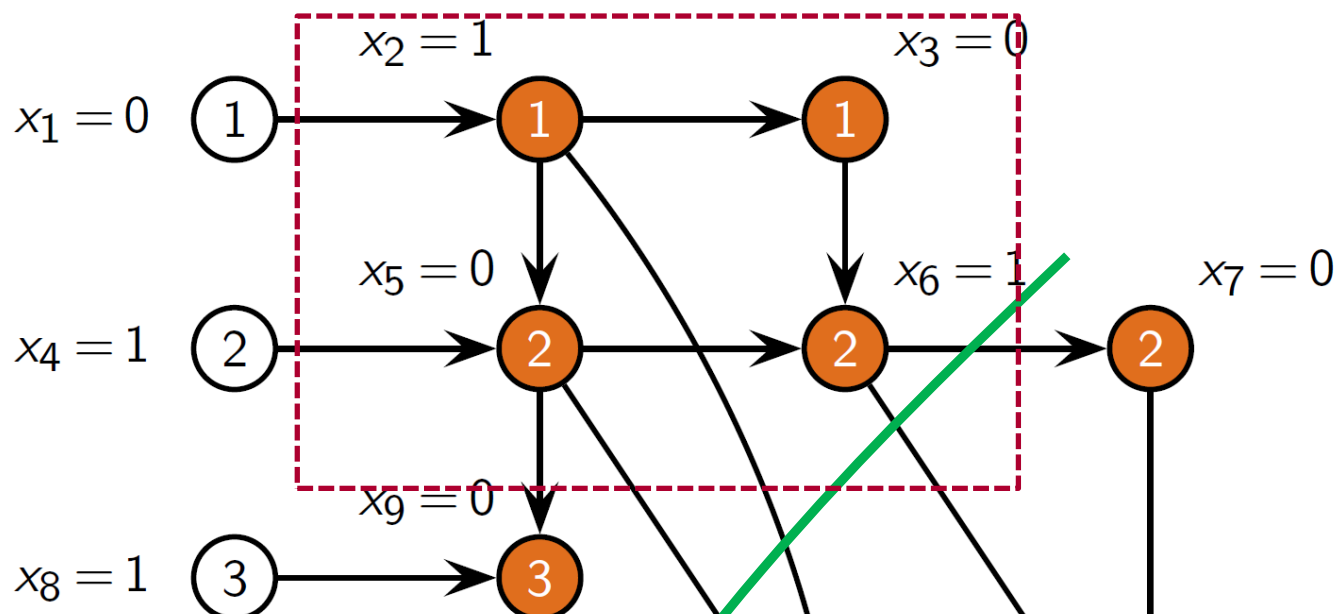 x₂ = 1
x₃ = 0
x₁ = 0
1
1
1
x₅ = 0
x₆ = 1
x₇ = 0
x₄ = 1
2
2
2
2
x₉ = 0
x₈ = 1
3
3